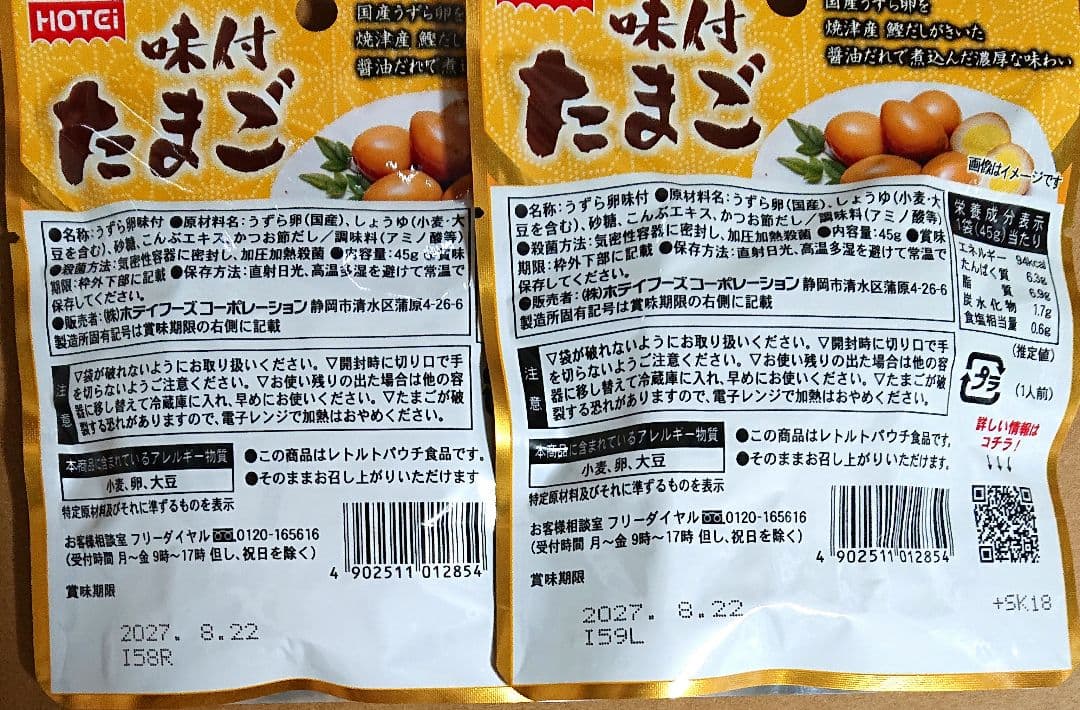 HOTEi
味付
たまご
国産うずら卵を
焼津産 鰹だし
醤油だれで煮
●名称:うずら卵味付 ●原材料名:うずら卵(国産)、しょうゆ(小麦・大
豆を含む)、砂糖、こんぶエキス、かつお節だし/調味料(アミノ酸等)
●殺菌方法:気密性容器に密封し、加圧加熱殺菌 ●内容量:45g ●賞味
期限:枠外下部に記載 ●保存方法:直射日光、高温多湿を避けて常温で
保存してください。
●販売者:(株)ホテイフーズコーポレーション 静岡市清水区蒲原4-26-6
製造所固有記号は賞味期限の右側に記載
注意
▽袋が破れないようにお取り扱いください。▽開封時に切り口で手
を切らないようご注意ください。▽お使い残りの出た場合は他の容
器に移し替えて冷蔵庫に入れ、早めにお使いください。▽たまごが破
裂する恐れがありますので、電子レンジで加熱はおやめください。
本商品に含まれているアレルギー物質
小麦、卵、大豆
特定原材料及びそれに準ずるものを表示
●この商品はレトルトパウチ食品です。
●そのままお召し上がりいただけます
お客様相談室 フリーダイヤル 0120-165616
(受付時間 月~金 9時~17時 但し、祝日を除く)
4 902511 012854
賞味期限
2027. 8.22
I58R
味付
たまご
国産うずら卵を
焼津産 鰹だしがきいた
醤油だれで煮込んだ濃厚な味わい
画像はイメージです
●名称:うずら卵味付 ●原材料名:うずら卵(国産)、しょうゆ(小麦・大
豆を含む)、砂糖、こんぶエキス、かつお節だし/調味料(アミノ酸等)
●殺菌方法:気密性容器に密封し、加圧加熱殺菌 ●内容量:45g ●賞味
期限:枠外下部に記載 ●保存方法:直射日光、高温多湿を避けて常温で
保存してください。
●販売者:(株)ホテイフーズコーポレーション 静岡市清水区蒲原4-26-6
製造所固有記号は賞味期限の右側に記載
栄養成分表示
1袋(45g)当たり
エネルギー 94kcal
たんぱく質 6.3g
脂質 6.9g
炭水化物 1.7g
食塩相当量 0.6g
(推定値)
注意
▽袋が破れないようにお取り扱いください。▽開封時に切り口で手
を切らないようご注意ください。▽お使い残りの出た場合は他の容
器に移し替えて冷蔵庫に入れ、早めにお使いください。▽たまごが破
裂する恐れがありますので、電子レンジで加熱はおやめください。
プラ
(1人前)
詳しい情報は
コチラ!
本商品に含まれているアレルギー物質
小麦、卵、大豆
特定原材料及びそれに準ずるものを表示
●この商品はレトルトパウチ食品です。
●そのままお召し上がりいただけます。
お客様相談室 フリーダイヤル 0120-165616
(受付時間 月~金 9時~17時 但し、祝日を除く)
4 902511 012854
賞味期限
2027. 8.22
I59L
+SK18